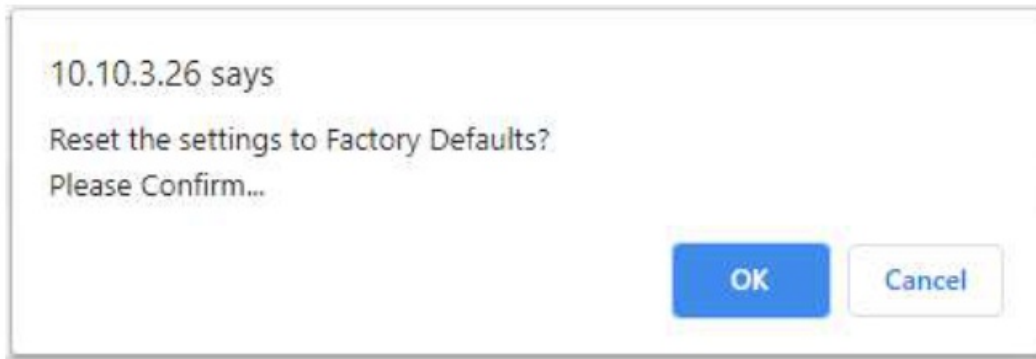 10.10.3.26 says
Reset the settings to Factory Defaults?
Please Confirm...
OK
Cancel